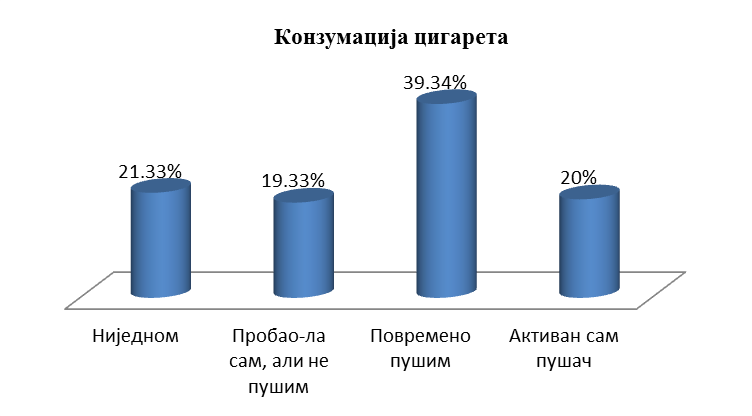 Конзумација цигарета
39.34%
21.33%
19.33%
20%
Ниједном
Пробао-ла
сам, али не
пушим
Повремено
пушим
Активан сам
пушач